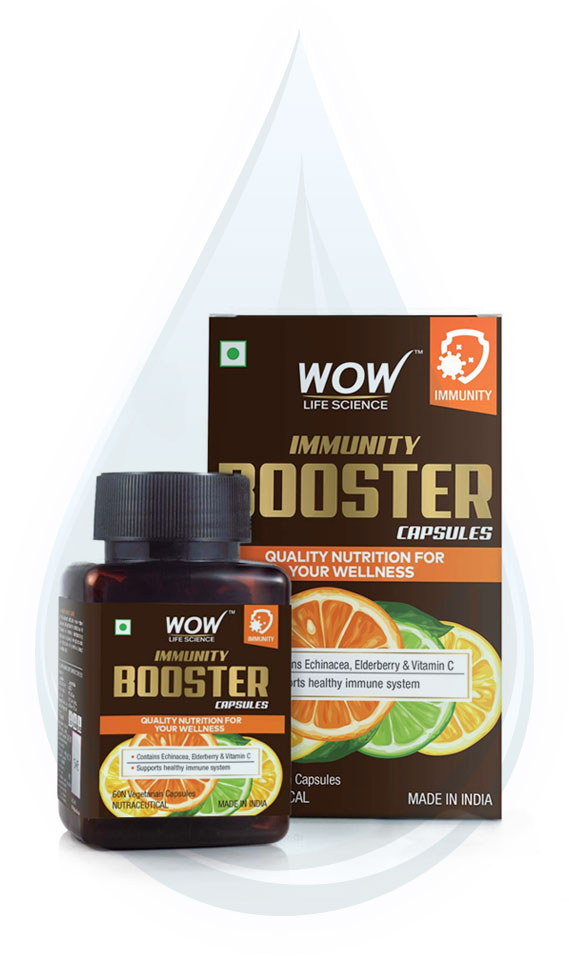 WOW™
LIFE SCIENCE
IMMUNITY
IMMUNITY
BOOSTER
CAPSULES
QUALITY NUTRITION FOR
YOUR WELLNESS
Echinacea, Elderberry & Vitamin C
healthy immune system
Capsules
MADE IN INDIA
WOW™
LIFE SCIENCE
IMMUNITY
IMMUNITY
BOOSTER
CAPSULES
QUALITY NUTRITION FOR
YOUR WELLNESS
• Contains Echinacea, Elderberry & Vitamin C
• Supports healthy immune system
60N Vegetarian Capsules
NUTRACEUTICAL
MADE IN INDIA